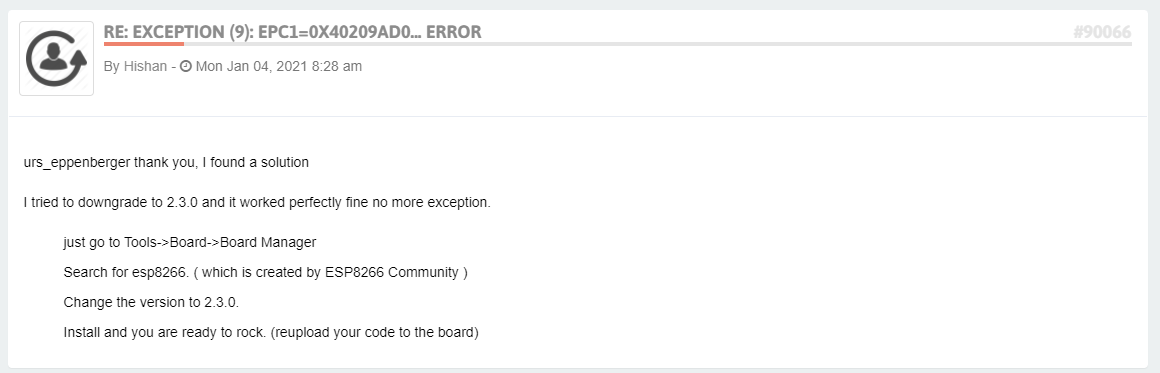 RE: EXCEPTION (9): EPC1=0X40209AD0... ERROR #90066
By Hishan - Mon Jan 04, 2021 8:28 am
urs_eppenberger thank you, I found a solution
I tried to downgrade to 2.3.0 and it worked perfectly fine no more exception.
just go to Tools->Board->Board Manager
Search for esp8266. ( which is created by ESP8266 Community )
Change the version to 2.3.0.
Install and you are ready to rock. (reupload your code to the board)